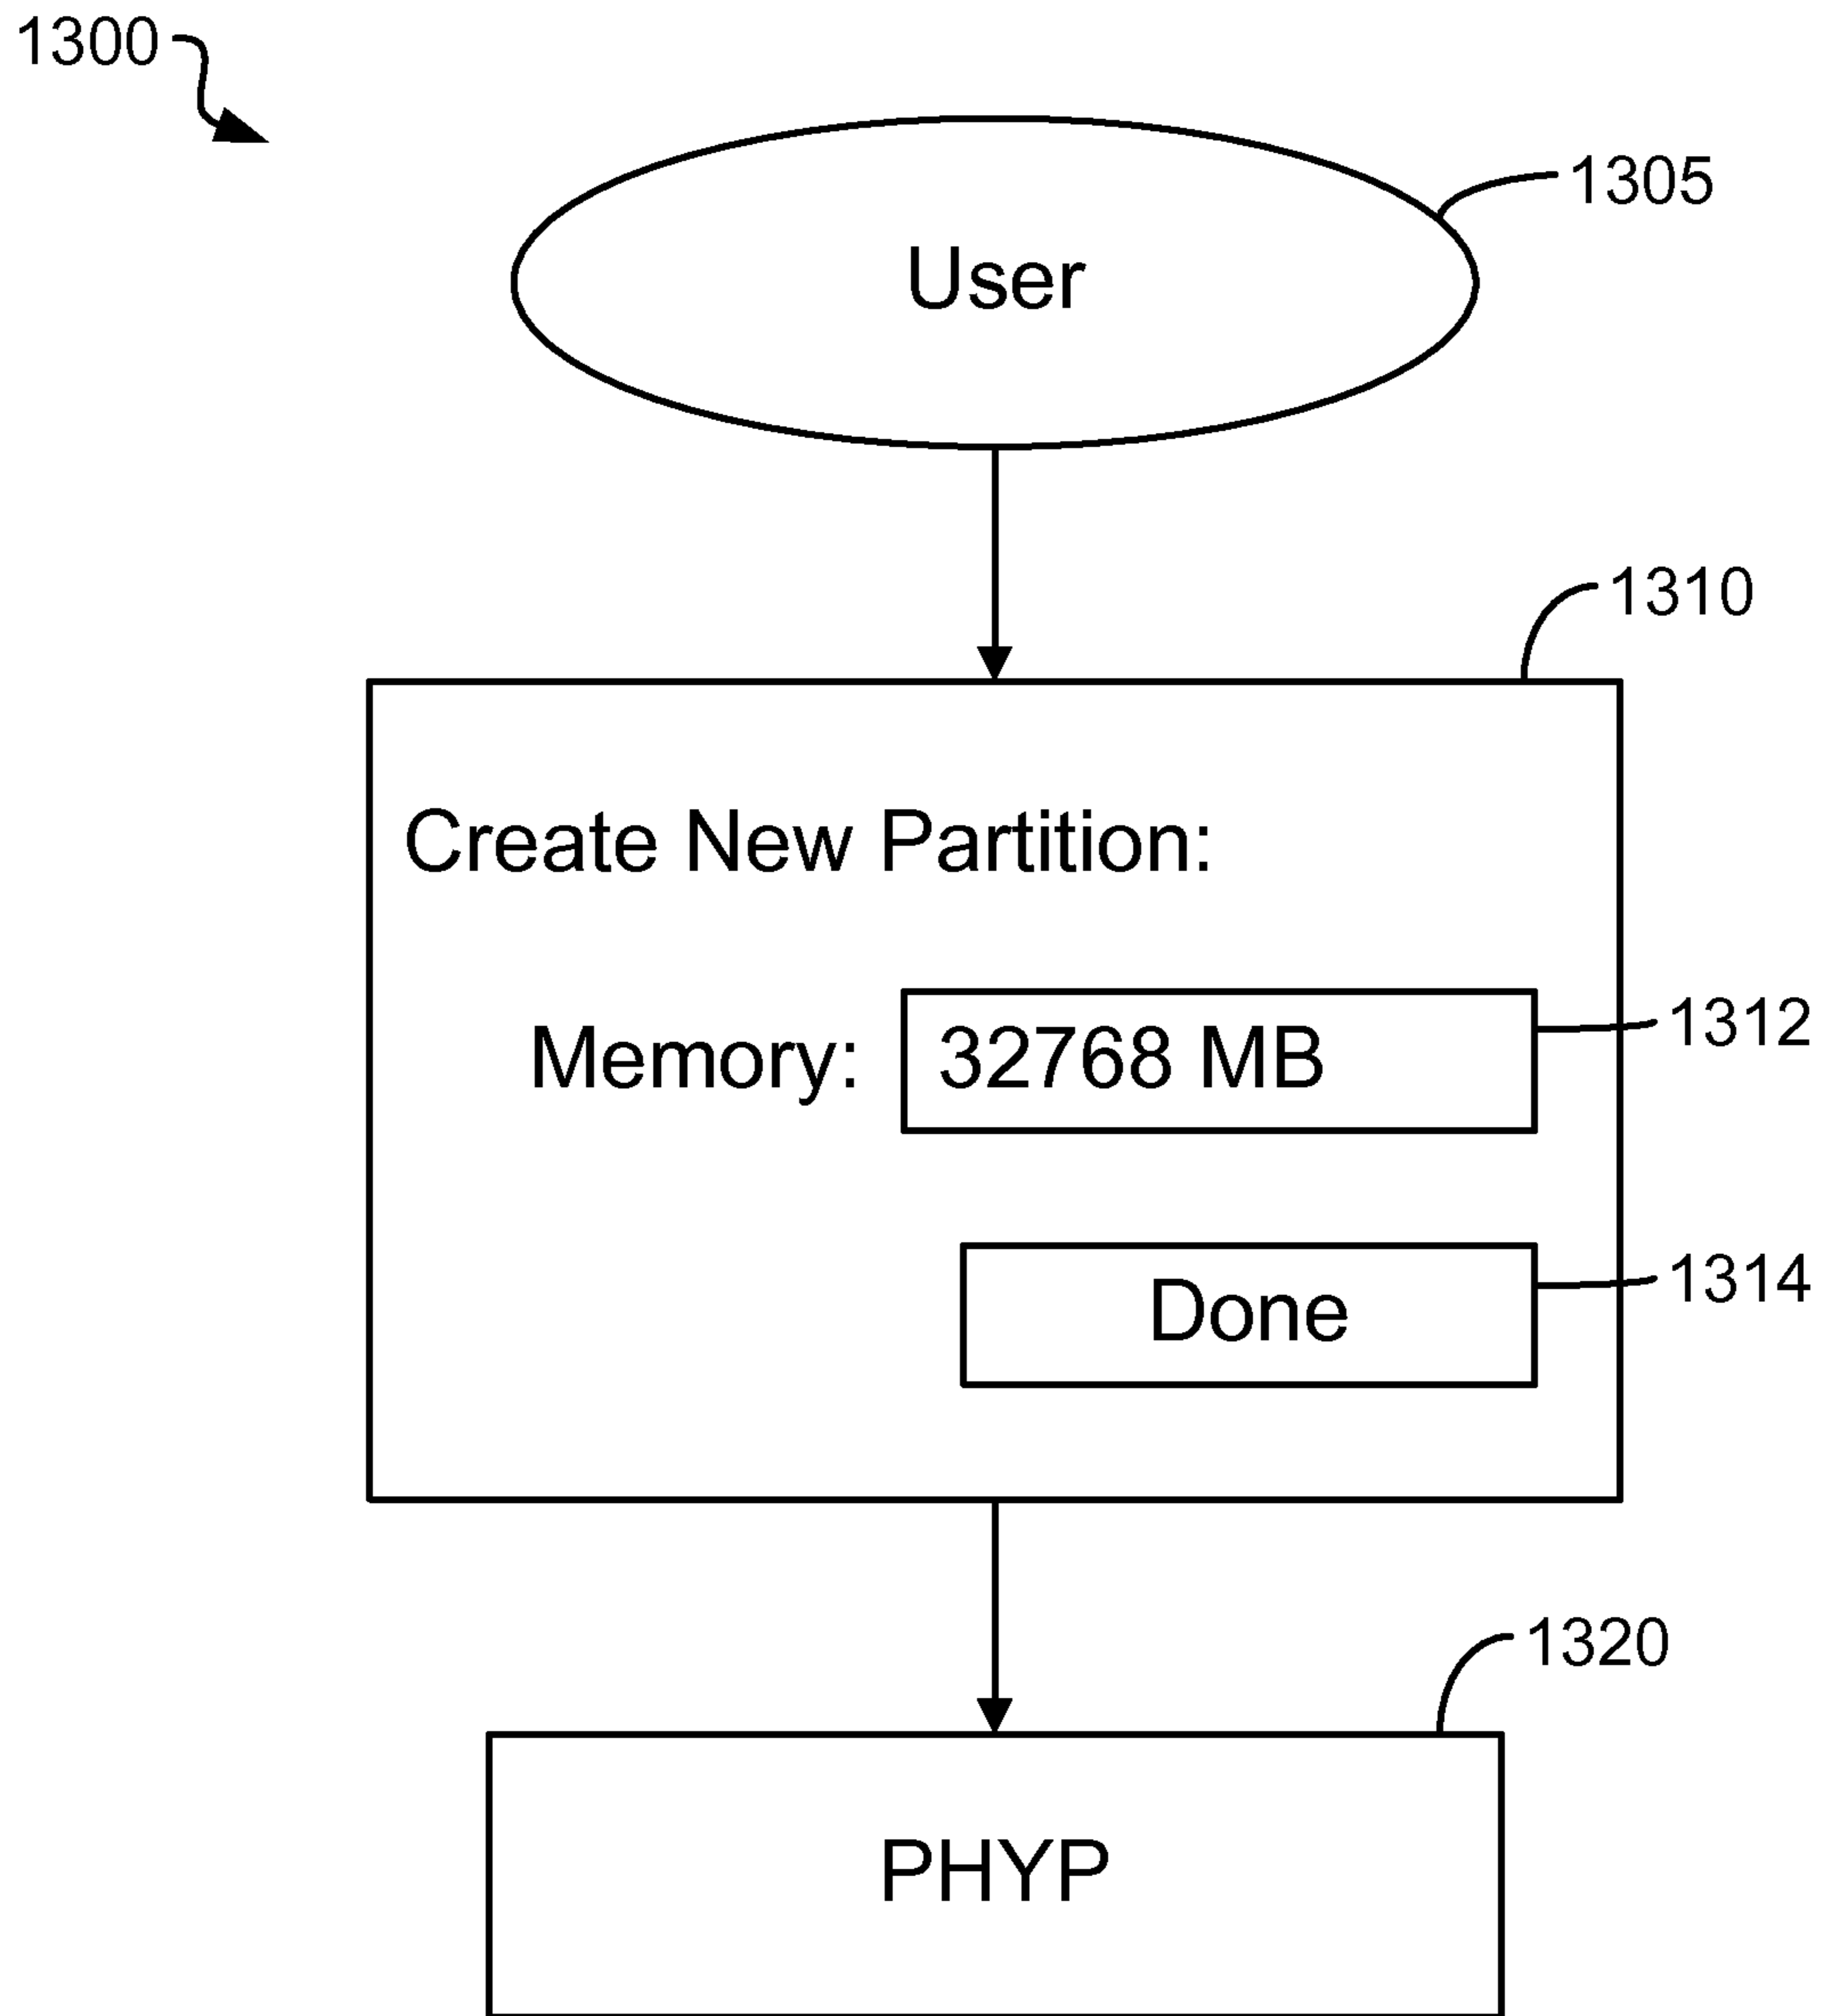 1300
1305
User
1310
Create New Partition:
Memory: 32768 MB
1312
Done
1314
1320
PHYP